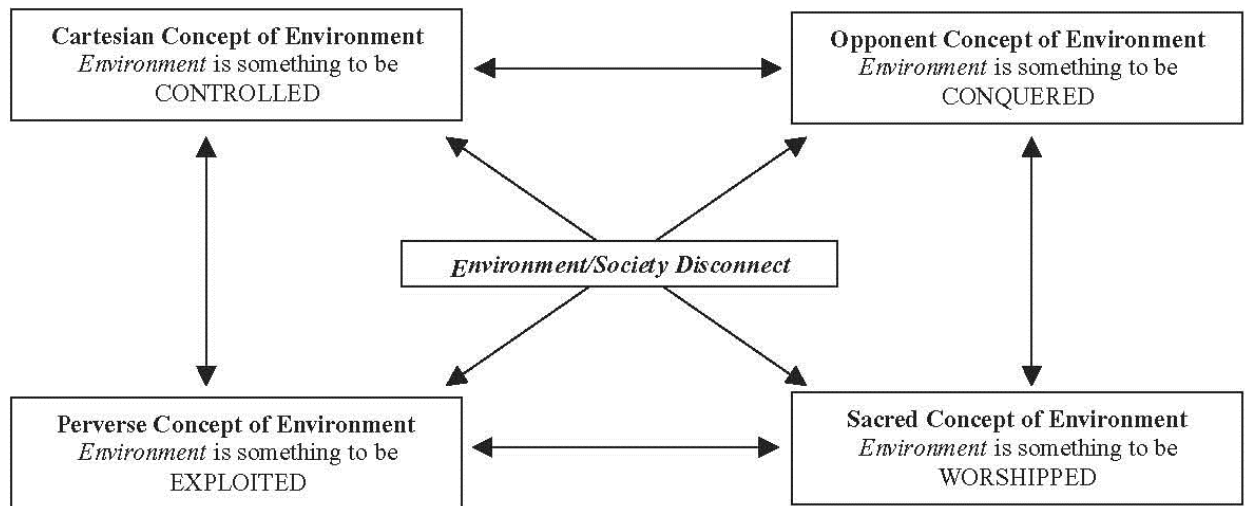 Cartesian Concept of Environment
Environment is something to be
CONTROLLED
Opponent Concept of Environment
Environment is something to be
CONQUERED
Environment/Society Disconnect
Perverse Concept of Environment
Environment is something to be
EXPLOITED
Sacred Concept of Environment
Environment is something to be
WORSHIPPED